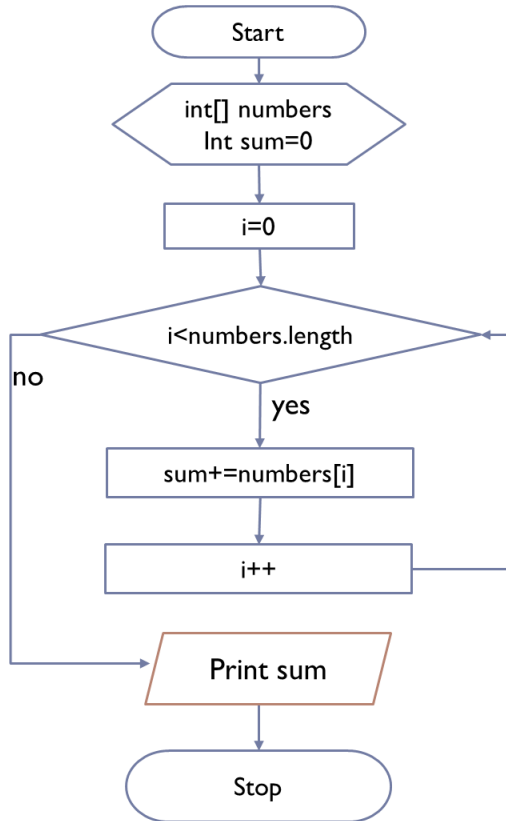 Start
int[] numbers
Int sum=0
i=0
i<numbers.length
no
yes
sum+=numbers[i]
i++
Print sum
Stop